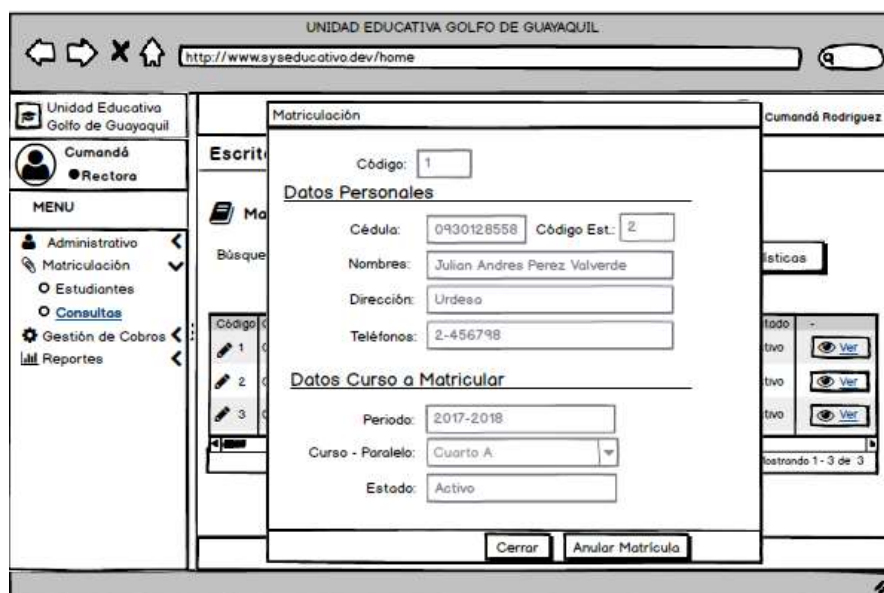 UNIDAD EDUCATIVA GOLFO DE GUAYAQUIL
http://www.syseducativo.dev/home
Unidad Educativa
Golfo de Guayaquil
Cumandá
Rectora
MENU
Administrativo
Matriculación
Estudiantes
Consultas
Gestión de Cobros
Reportes
Cumandá Rodriguez
Escrit
Ma
Búsque
ísticas
Código
tado -
1 tivo Ver
2 ctivo Ver
3 tivo Ver
Mostrando 1 - 3 de 3
Matriculación
Código: 1
Datos Personales
Cédula: 0930128558 Código Est.: 2
Nombres: Julian Andres Perez Valverde
Dirección: Urdesa
Teléfonos: 2-456798
Datos Curso a Matricular
Periodo: 2017-2018
Curso - Paralelo: Cuarto A
Estado: Activo
Cerrar Anular Matrícula